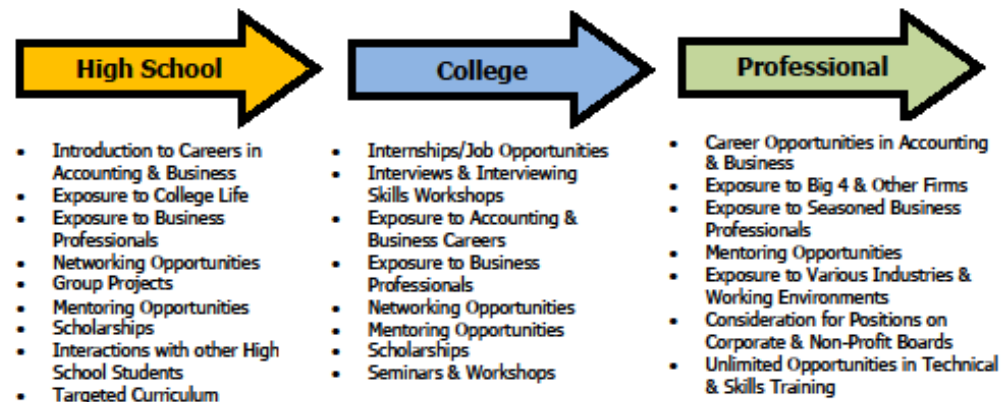 High School
• Introduction to Careers in
Accounting & Business
• Exposure to College Life
• Exposure to Business
Professionals
• Networking Opportunities
• Group Projects
• Mentoring Opportunities
• Scholarships
• Interactions with other High
School Students
• Targeted Curriculum
College
• Internships/Job Opportunities
• Interviews & Interviewing
Skills Workshops
• Exposure to Accounting &
Business Careers
• Exposure to Business
Professionals
• Networking Opportunities
• Mentoring Opportunities
• Scholarships
• Seminars & Workshops
Professional
• Career Opportunities in Accounting
& Business
• Exposure to Big 4 & Other Firms
• Exposure to Seasoned Business
Professionals
• Mentoring Opportunities
• Exposure to Various Industries &
Working Environments
• Consideration for Positions on
Corporate & Non-Profit Boards
• Unlimited Opportunities in Technical
& Skills Training